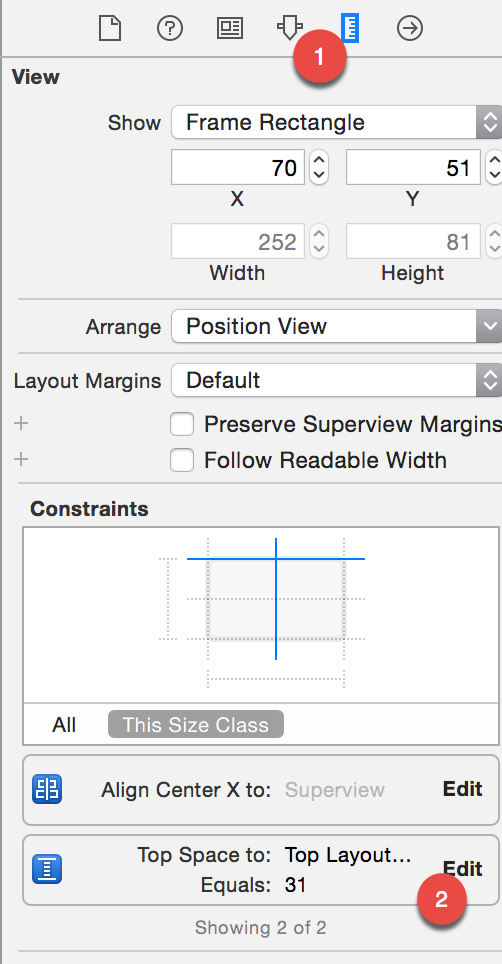 ?
1
View
Show Frame Rectangle
70 51
X Y
252 81
Width Height
Arrange Position View
Layout Margins Default
+ Preserve Superview Margins
+ Follow Readable Width
Constraints
All This Size Class
Align Center X to: Superview Edit
Top Space to: Top Layout... Edit
Equals: 31
2
Showing 2 of 2